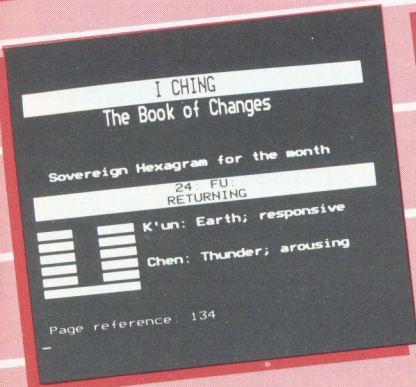 I CHING
The Book of Changes
Sovereign Hexagram for the month
24: FU:
RETURNING
K'un: Earth; responsive
Chen: Thunder; arousing
Page reference: 134